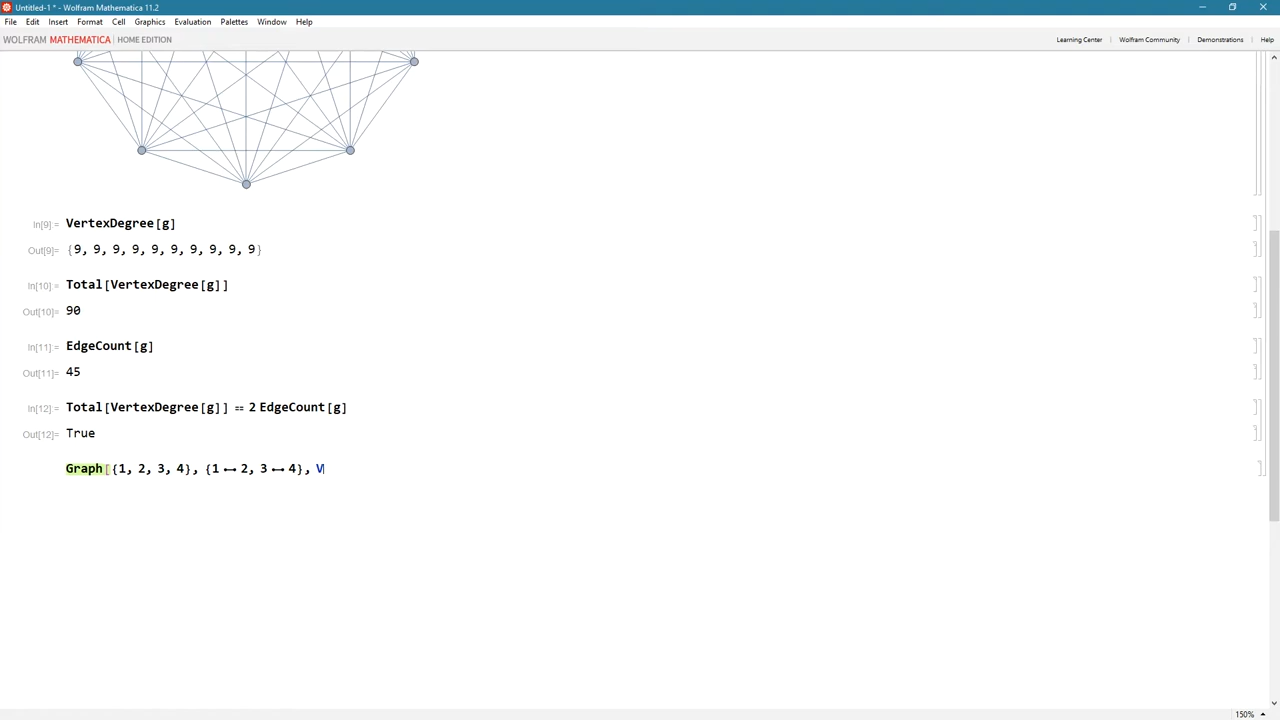 Untitled-1 * - Wolfram Mathematica 11.2
File Edit Insert Format Cell Graphics Evaluation Palettes Window Help
WOLFRAM MATHEMATICA | HOME EDITION Learning Center | Wolfram Community | Demonstrations | Help
In[9]:= VertexDegree[g]
Out[9]= {9, 9, 9, 9, 9, 9, 9, 9, 9, 9}
In[10]:= Total[VertexDegree[g]]
Out[10]= 90
In[11]:= EdgeCount[g]
Out[11]= 45
In[12]:= Total[VertexDegree[g]] == 2 EdgeCount[g]
Out[12]= True
Graph[{1, 2, 3, 4}, {1 ⟷ 2, 3 ⟷ 4}, V
150%